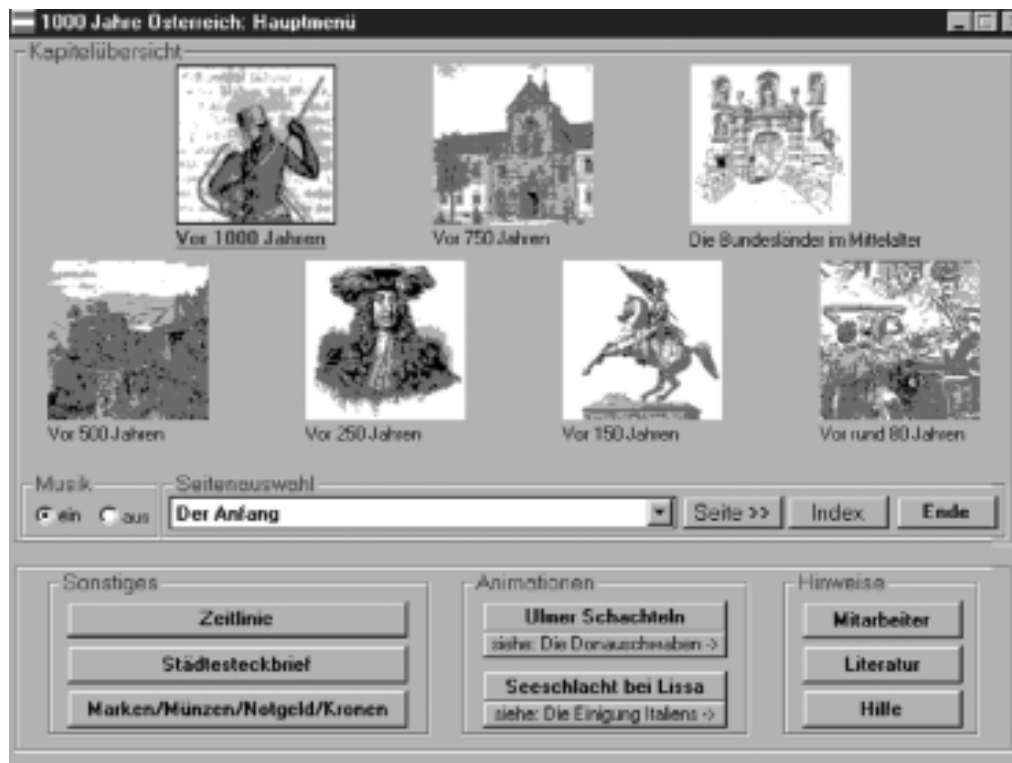 1000 Jahre Österreich: Hauptmenü
Kapitelübersicht
Vor 1000 Jahren
Vor 750 Jahren
Die Bundesländer im Mittelalter
Vor 500 Jahren
Vor 250 Jahren
Vor 150 Jahren
Vor rund 80 Jahren
Musik
Seitenauswahl
ein aus
Der Anfang
Seite >>
Index
Ende
Sonstiges
Zeitlinie
Städtesteckbrief
Marken/Münzen/Notgeld/Kronen
Animationen
Ulmer Schachteln
siehe: Die Donauschwaben ->
Seeschlacht bei Lissa
siehe: Die Einigung Italiens ->
Hinweise
Mitarbeiter
Literatur
Hilfe